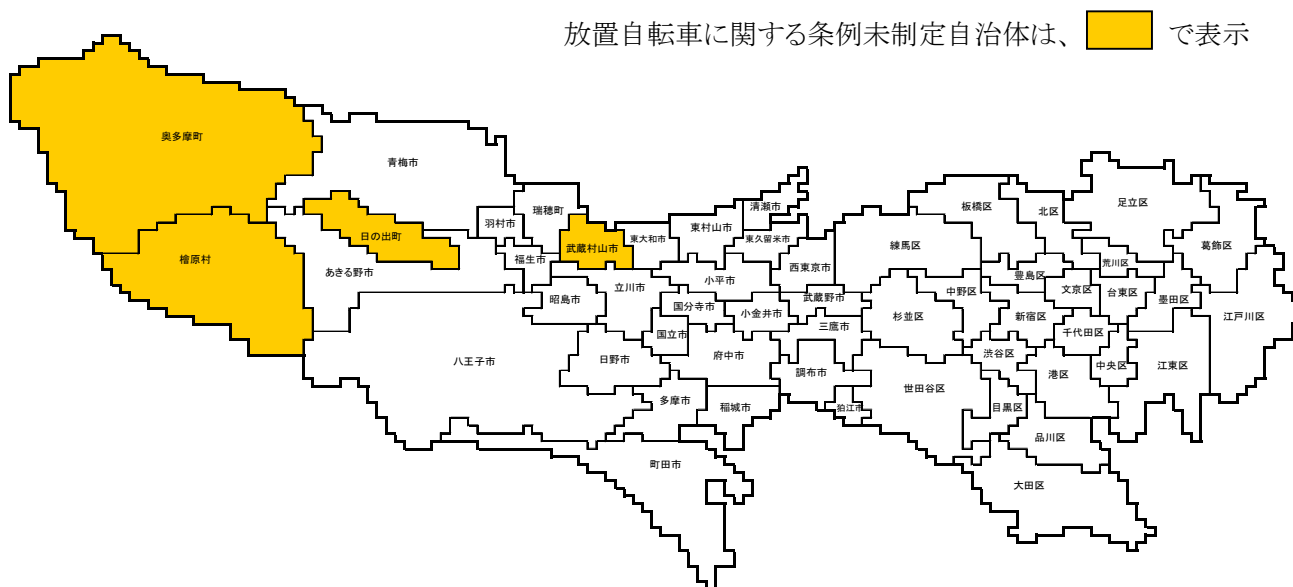 放置自転車に関する条例未制定自治体は、 で表示
奥多摩町
青梅市
瑞穂町
羽村市
日の出町
檜原村
あきる野市
福生市
武蔵村山市
東大和市
東村山市
清瀬市
東久留米市
西東京市
小平市
立川市
昭島市
国分寺市
小金井市
武蔵野市
三鷹市
国立市
府中市
調布市
八王子市
日野市
多摩市
稲城市
狛江市
町田市
板橋区
北区
足立区
葛飾区
練馬区
荒川区
豊島区
文京区
台東区
墨田区
中野区
杉並区
新宿区
千代田区
江戸川区
渋谷区
中央区
江東区
港区
世田谷区
目黒区
品川区
大田区